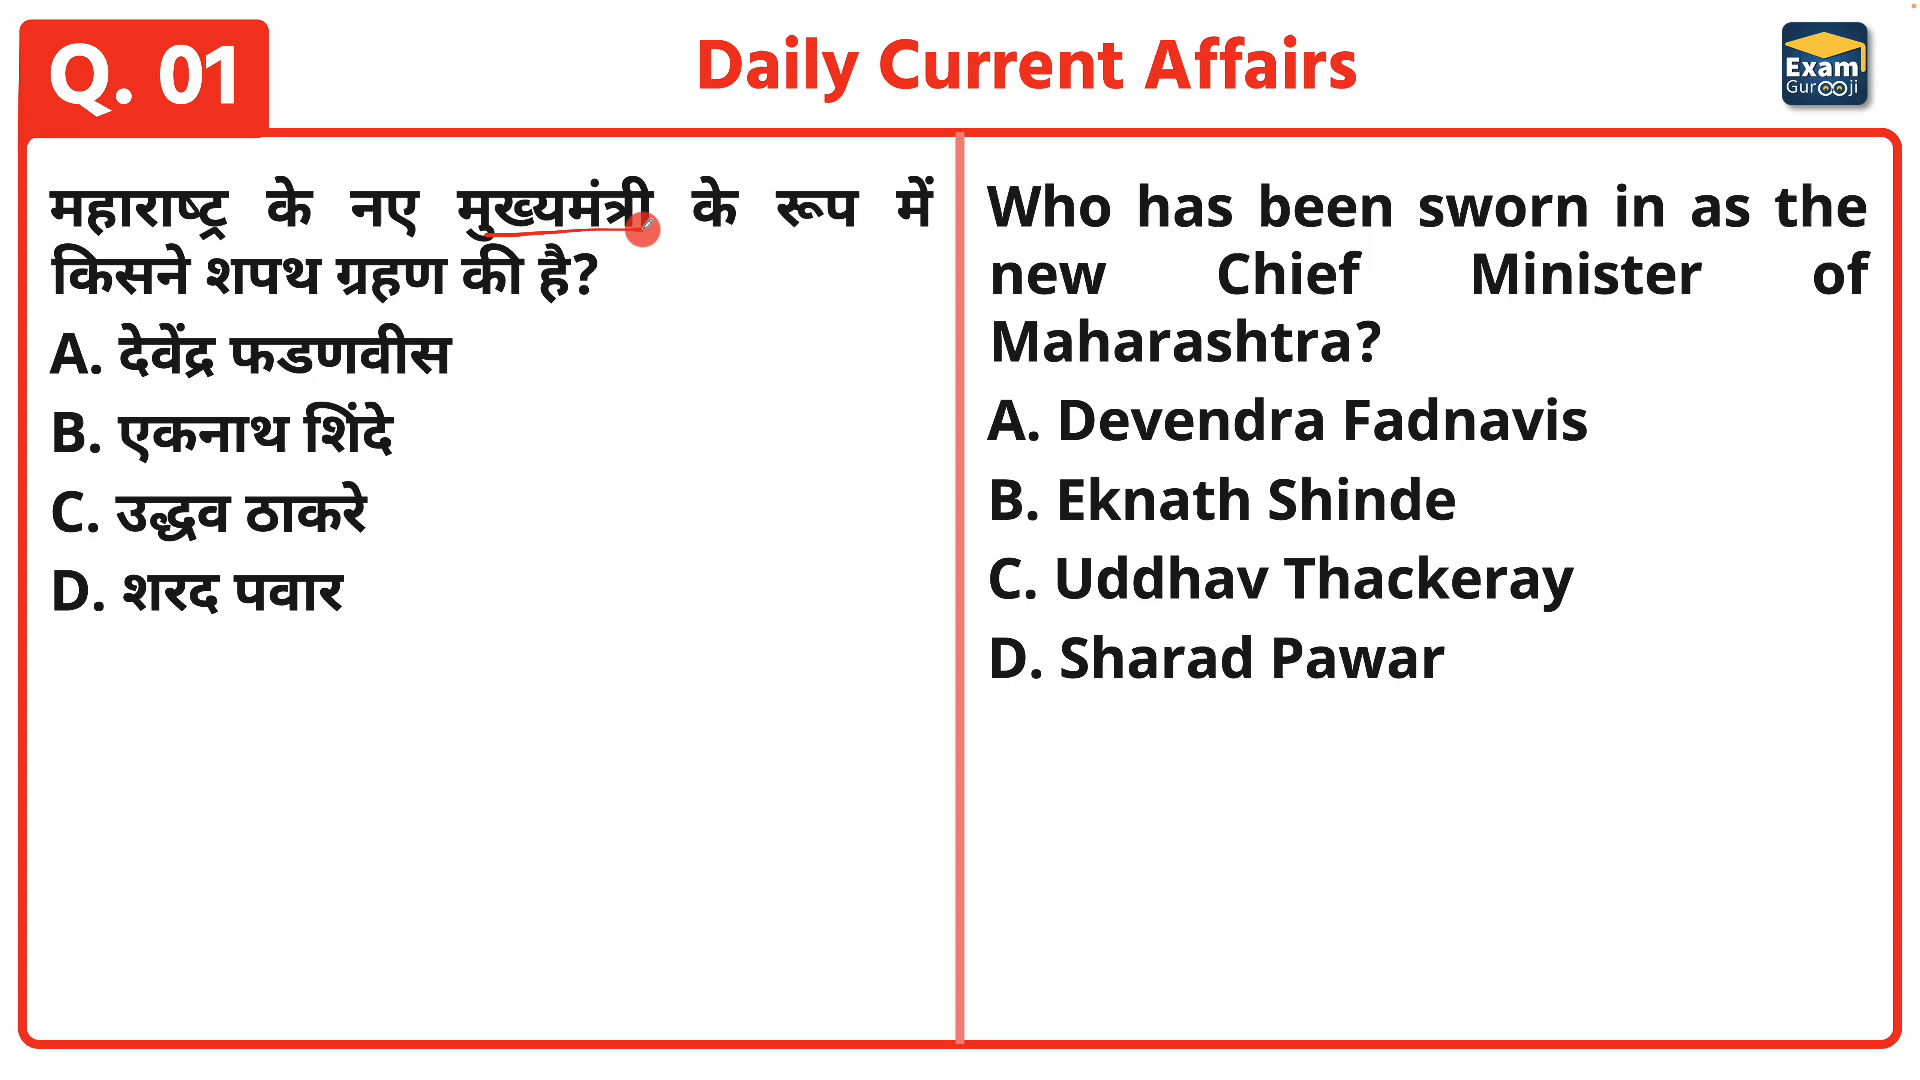 Q. 01
Daily Current Affairs
Exam
Gurooji
महाराष्ट्र के नए मुख्यमंत्री के रूप में
किसने शपथ ग्रहण की है?
A. देवेंद्र फडणवीस
B. एकनाथ शिंदे
C. उद्धव ठाकरे
D. शरद पवार
Who has been sworn in as the
new Chief Minister of
Maharashtra?
A. Devendra Fadnavis
B. Eknath Shinde
C. Uddhav Thackeray
D. Sharad Pawar